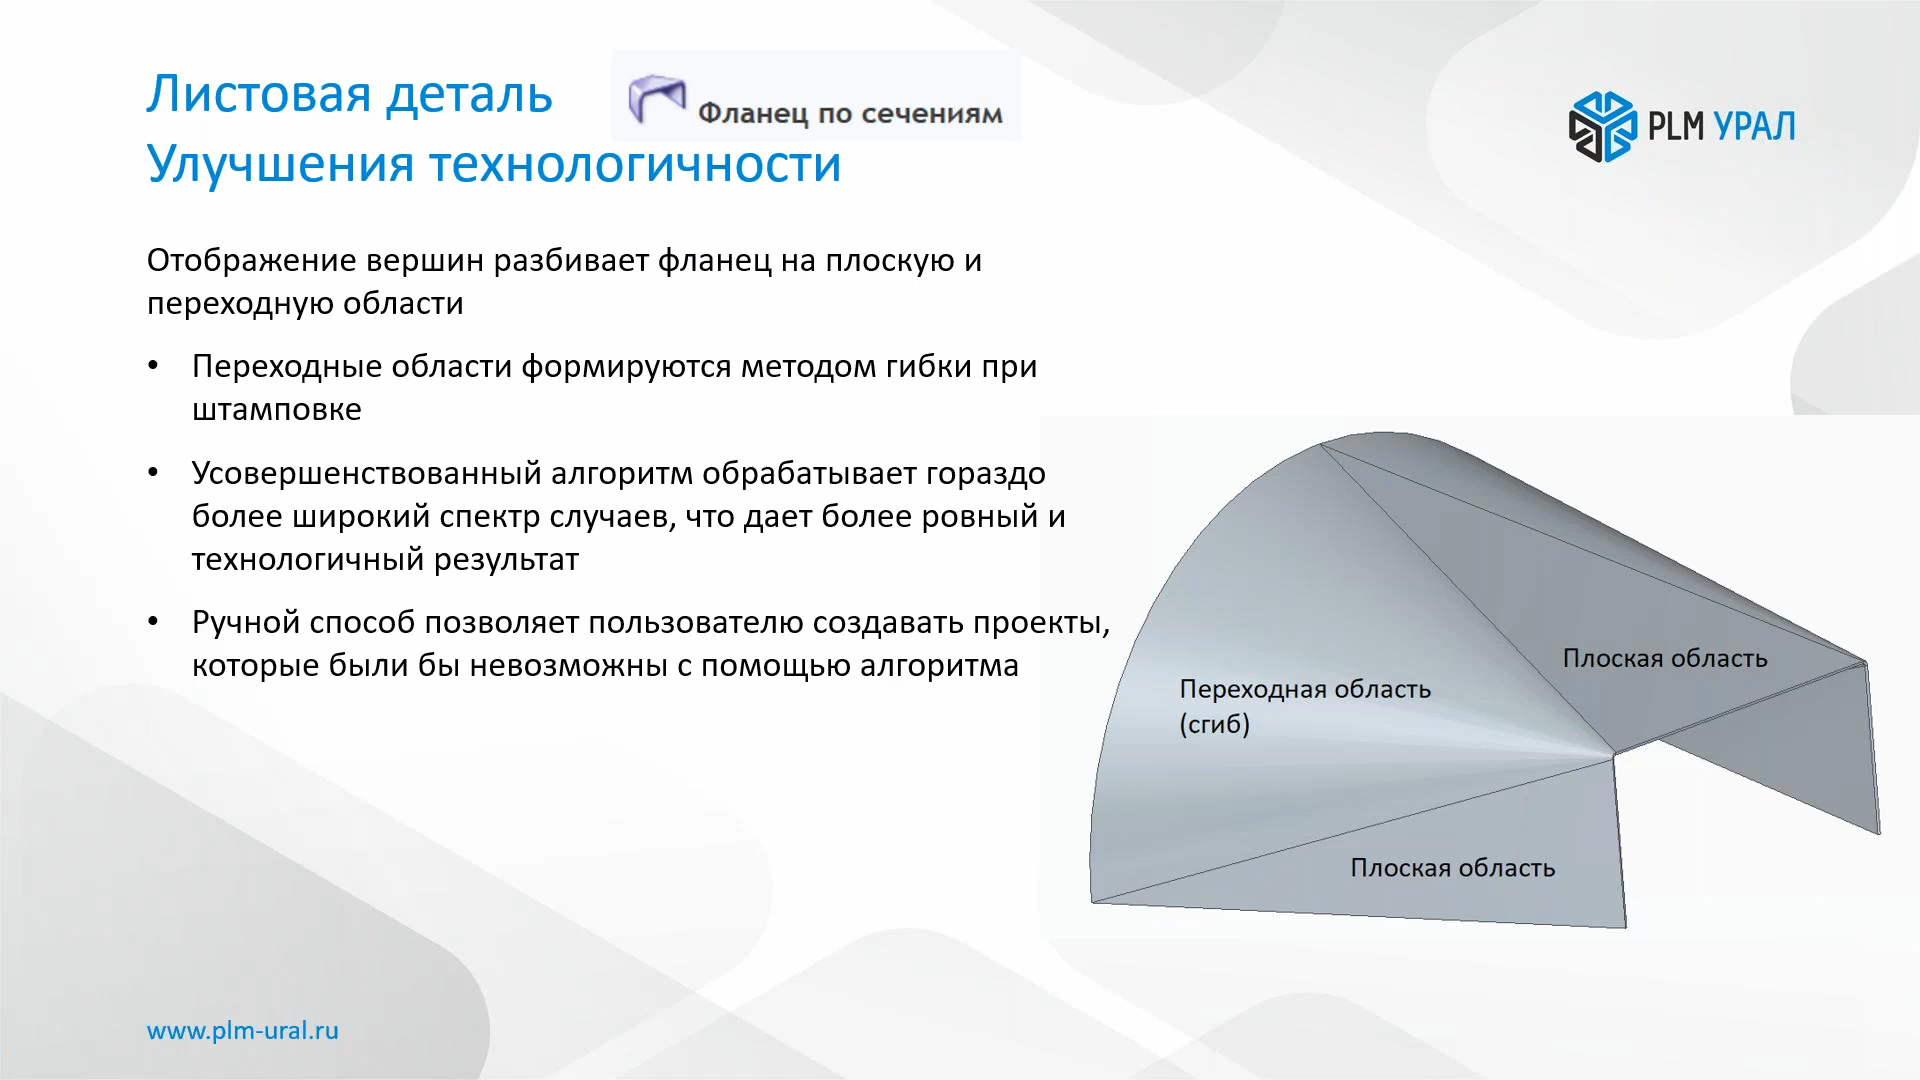 Листовая деталь
Фланец по сечениям
Улучшения технологичности
PLM УРАЛ
Отображение вершин разбивает фланец на плоскую и
переходную области
• Переходные области формируются методом гибки при
штамповке
• Усовершенствованный алгоритм обрабатывает гораздо
более широкий спектр случаев, что дает более ровный и
технологичный результат
• Ручной способ позволяет пользователю создавать проекты,
которые были бы невозможны с помощью алгоритма
Плоская область
Переходная область
(сгиб)
Плоская область
www.plm-ural.ru